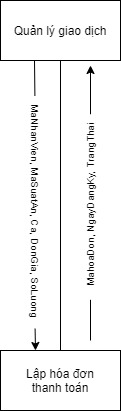 Quản lý giao dịch
MaNhanVien, MaSuatAn, Ca, DonGia, SoLuong
MahoaDon, NgayDangKy, TrangThai
Lập hóa đơn
thanh toán